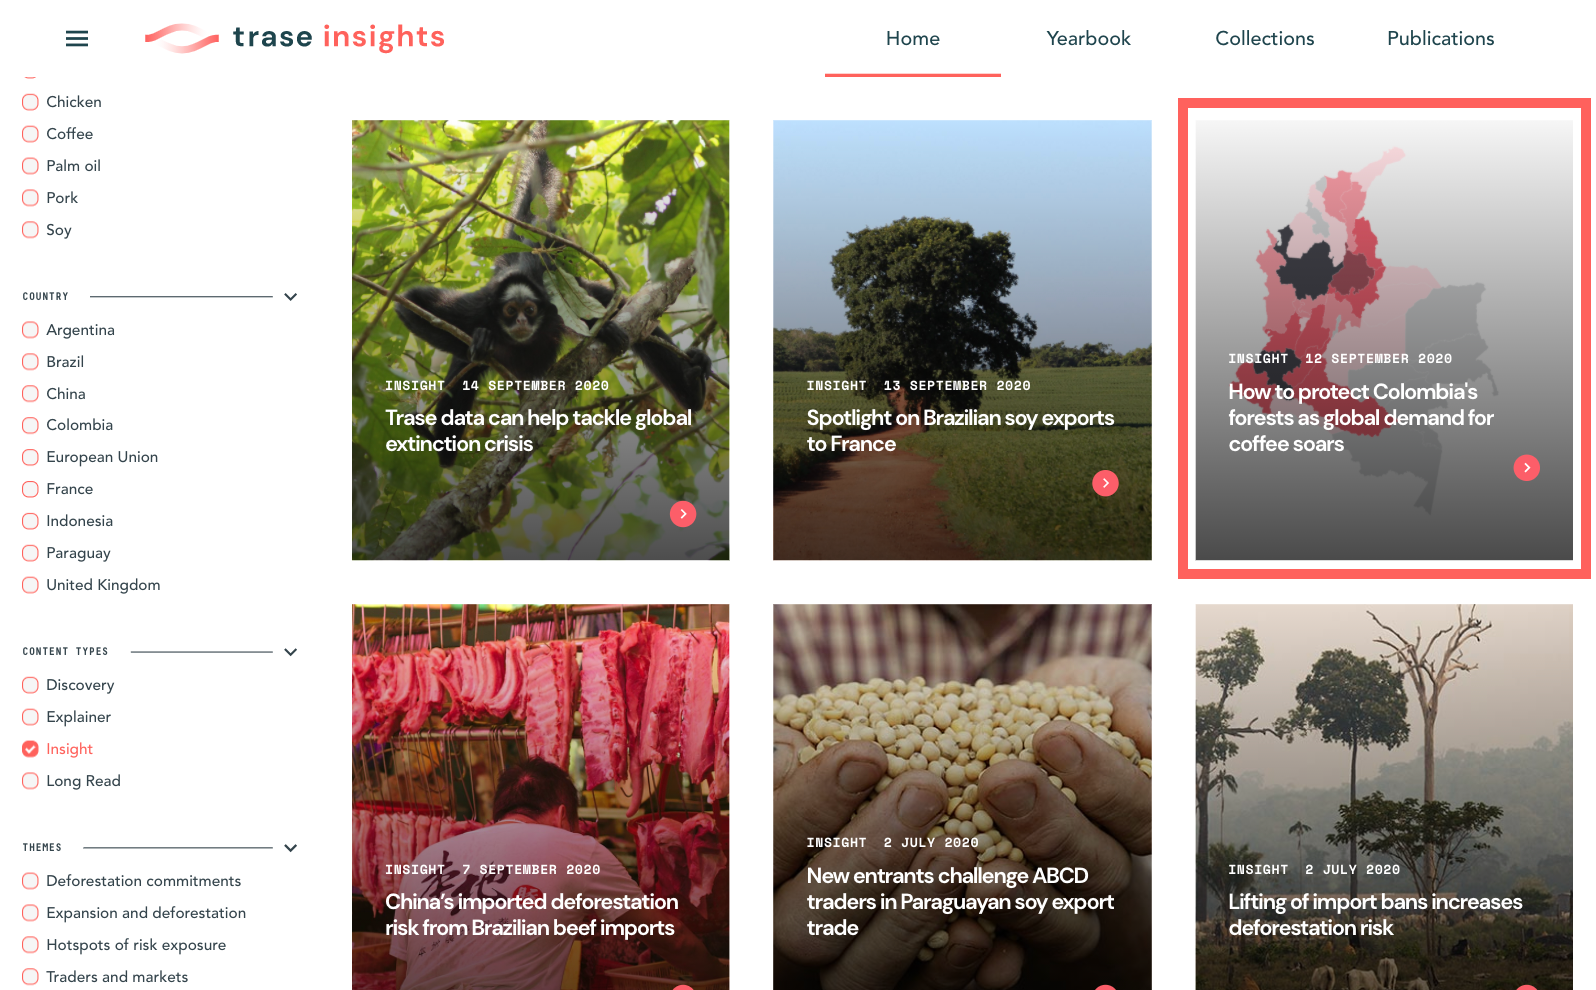 trase insights
Home
Yearbook
Collections
Publications
Chicken
Coffee
Palm oil
Pork
Soy
COUNTRY
Argentina
Brazil
China
Colombia
European Union
France
Indonesia
Paraguay
United Kingdom
CONTENT TYPES
Discovery
Explainer
Insight
Long Read
THEMES
Deforestation commitments
Expansion and deforestation
Hotspots of risk exposure
Traders and markets
INSIGHT 14 SEPTEMBER 2020
Trase data can help tackle global
extinction crisis
INSIGHT 13 SEPTEMBER 2020
Spotlight on Brazilian soy exports
to France
INSIGHT 12 SEPTEMBER 2020
How to protect Colombia's
forests as global demand for
coffee soars
INSIGHT 7 SEPTEMBER 2020
China’s imported deforestation
risk from Brazilian beef imports
INSIGHT 2 JULY 2020
New entrants challenge ABCD
traders in Paraguayan soy export
trade
INSIGHT 2 JULY 2020
Lifting of import bans increases
deforestation risk